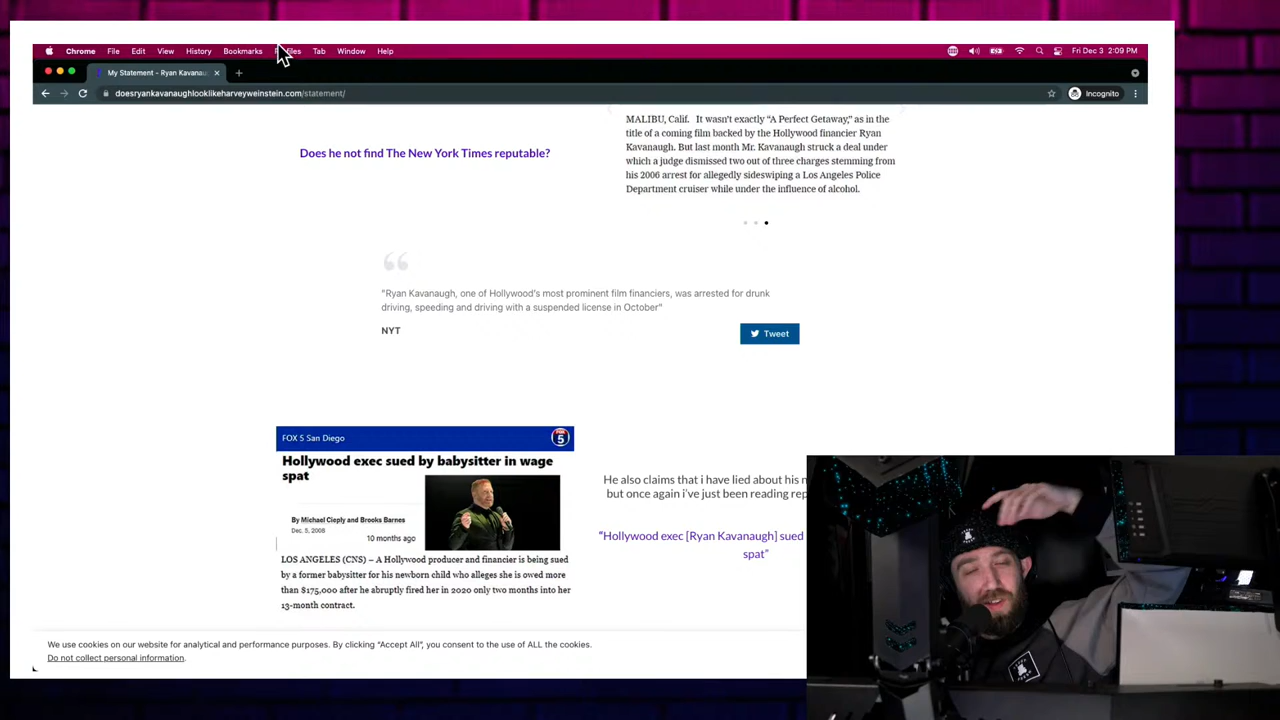 Chrome File Edit View History Bookmarks Tab Window Help Fri Dec 3 2:09 PM
My Statement - Ryan Kavanau
doesryankavanaughlooklikeharveyweinstein.com/statement/ Incognito
Does he not find The New York Times reputable?
MALIBU, Calif. It wasn't exactly "A Perfect Getaway," as in the
title of a coming film backed by the Hollywood financier Ryan
Kavanaugh. But last month Mr. Kavanaugh struck a deal under
which a judge dismissed two out of three charges stemming from
his 2006 arrest for allegedly sideswiping a Los Angeles Police
Department cruiser while under the influence of alcohol.
"Ryan Kavanaugh, one of Hollywood's most prominent film financiers, was arrested for drunk
driving, speeding and driving with a suspended license in October"
NYT
Tweet
FOX 5 San Diego
FOX 5
Hollywood exec sued by babysitter in wage
spat
By Michael Cieply and Brooks Barnes
Dec. 5, 2008
10 months ago
LOS ANGELES (CNS) – A Hollywood producer and financier is being sued
by a former babysitter for his newborn child who alleges she is owed more
than $175,000 after he abruptly fired her in 2020 only two months into her
13-month contract.
He also claims that i have lied about his
but once again i've just been reading
"Hollywood exec [Ryan Kavanaugh] sued
spat"
We use cookies on our website for analytical and performance purposes. By clicking "Accept All", you consent to the use of ALL the cookies.
Do not collect personal information.